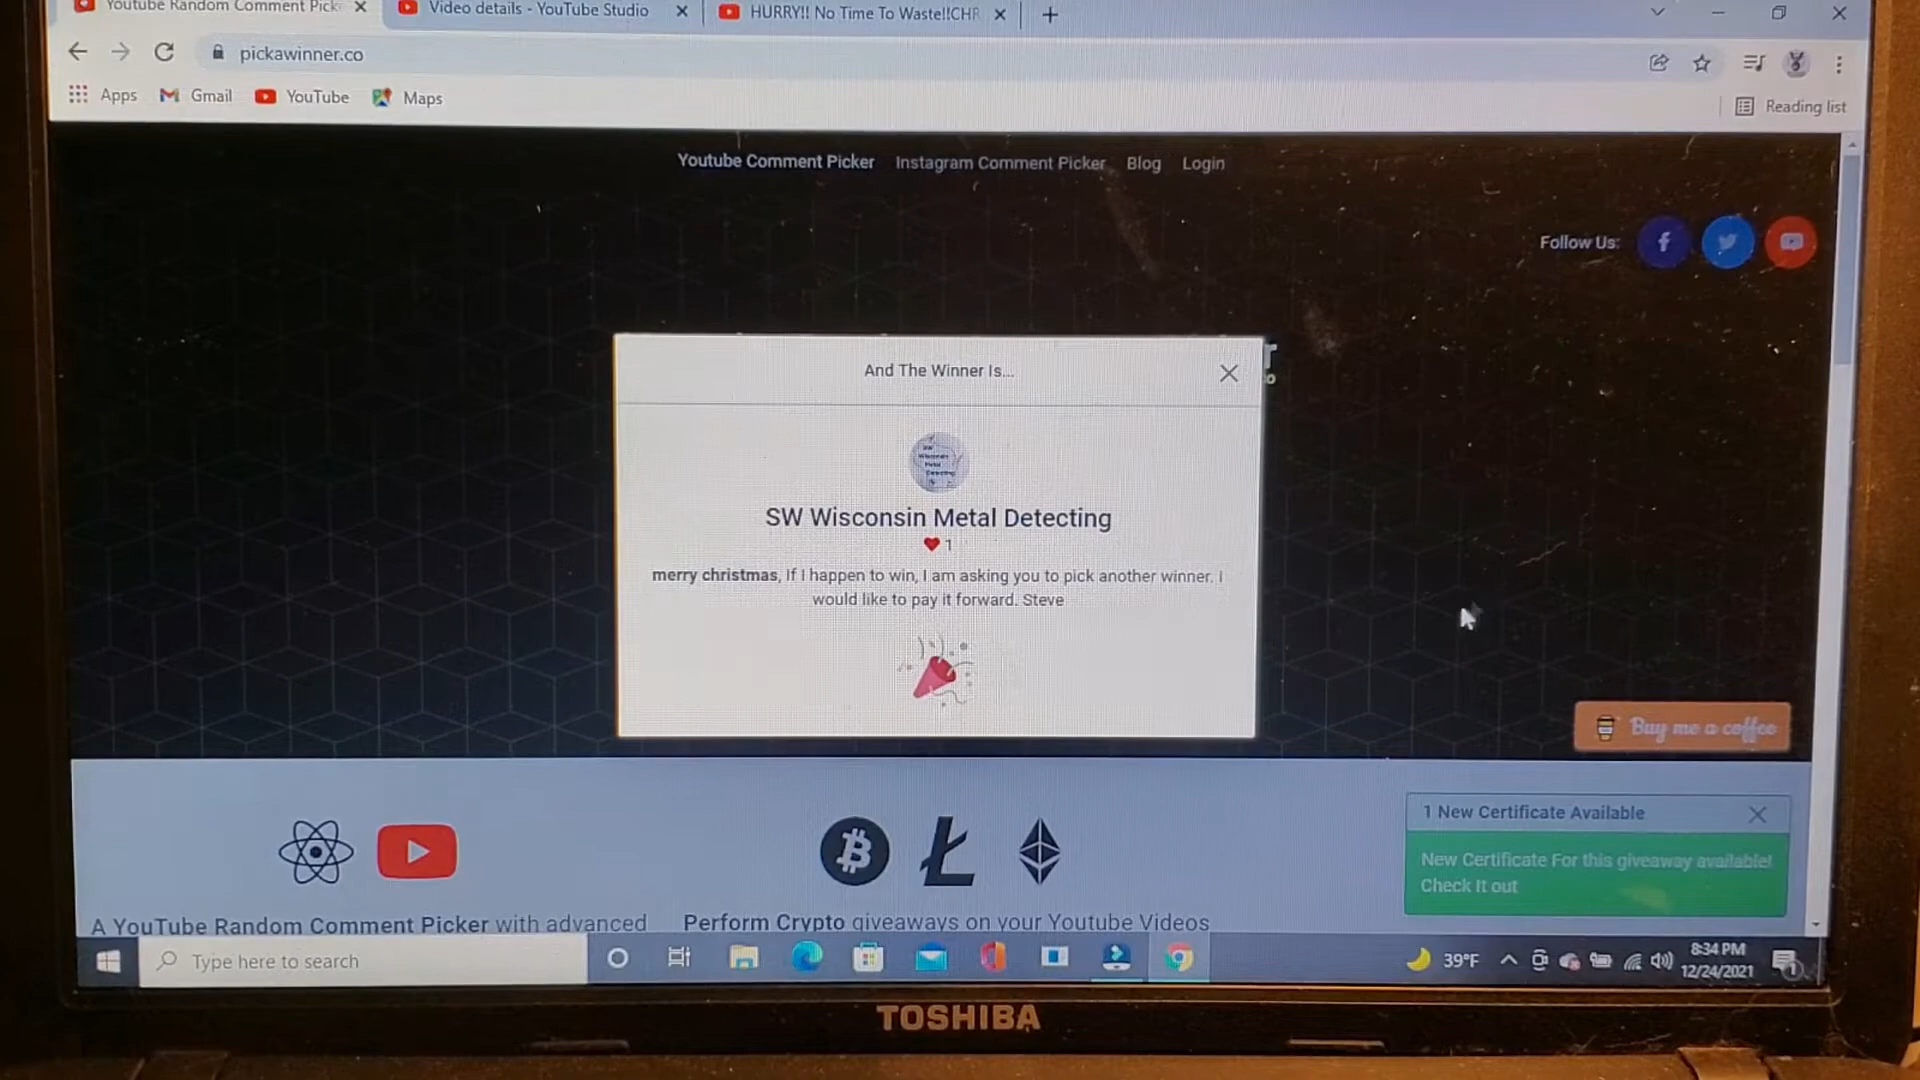 Youtube Random Comment Pick
Video details - YouTube Studio
HURRY!! No Time To Waste!!CHR
pickawinner.co
Apps
Gmail
YouTube
Maps
Reading list
Youtube Comment Picker
Instagram Comment Picker
Blog
Login
Follow Us:
And The Winner Is...
SW
Wisconsin
Metal
Detecting
SW Wisconsin Metal Detecting
1
merry christmas, If I happen to win, I am asking you to pick another winner. I
would like to pay it forward. Steve
Buy me a coffee
1 New Certificate Available
New Certificate For this giveaway available!
Check It out
A YouTube Random Comment Picker with advanced
Perform Crypto giveaways on your Youtube Videos
Type here to search
39°F
8:34 PM
12/24/2021
1
TOSHIBA